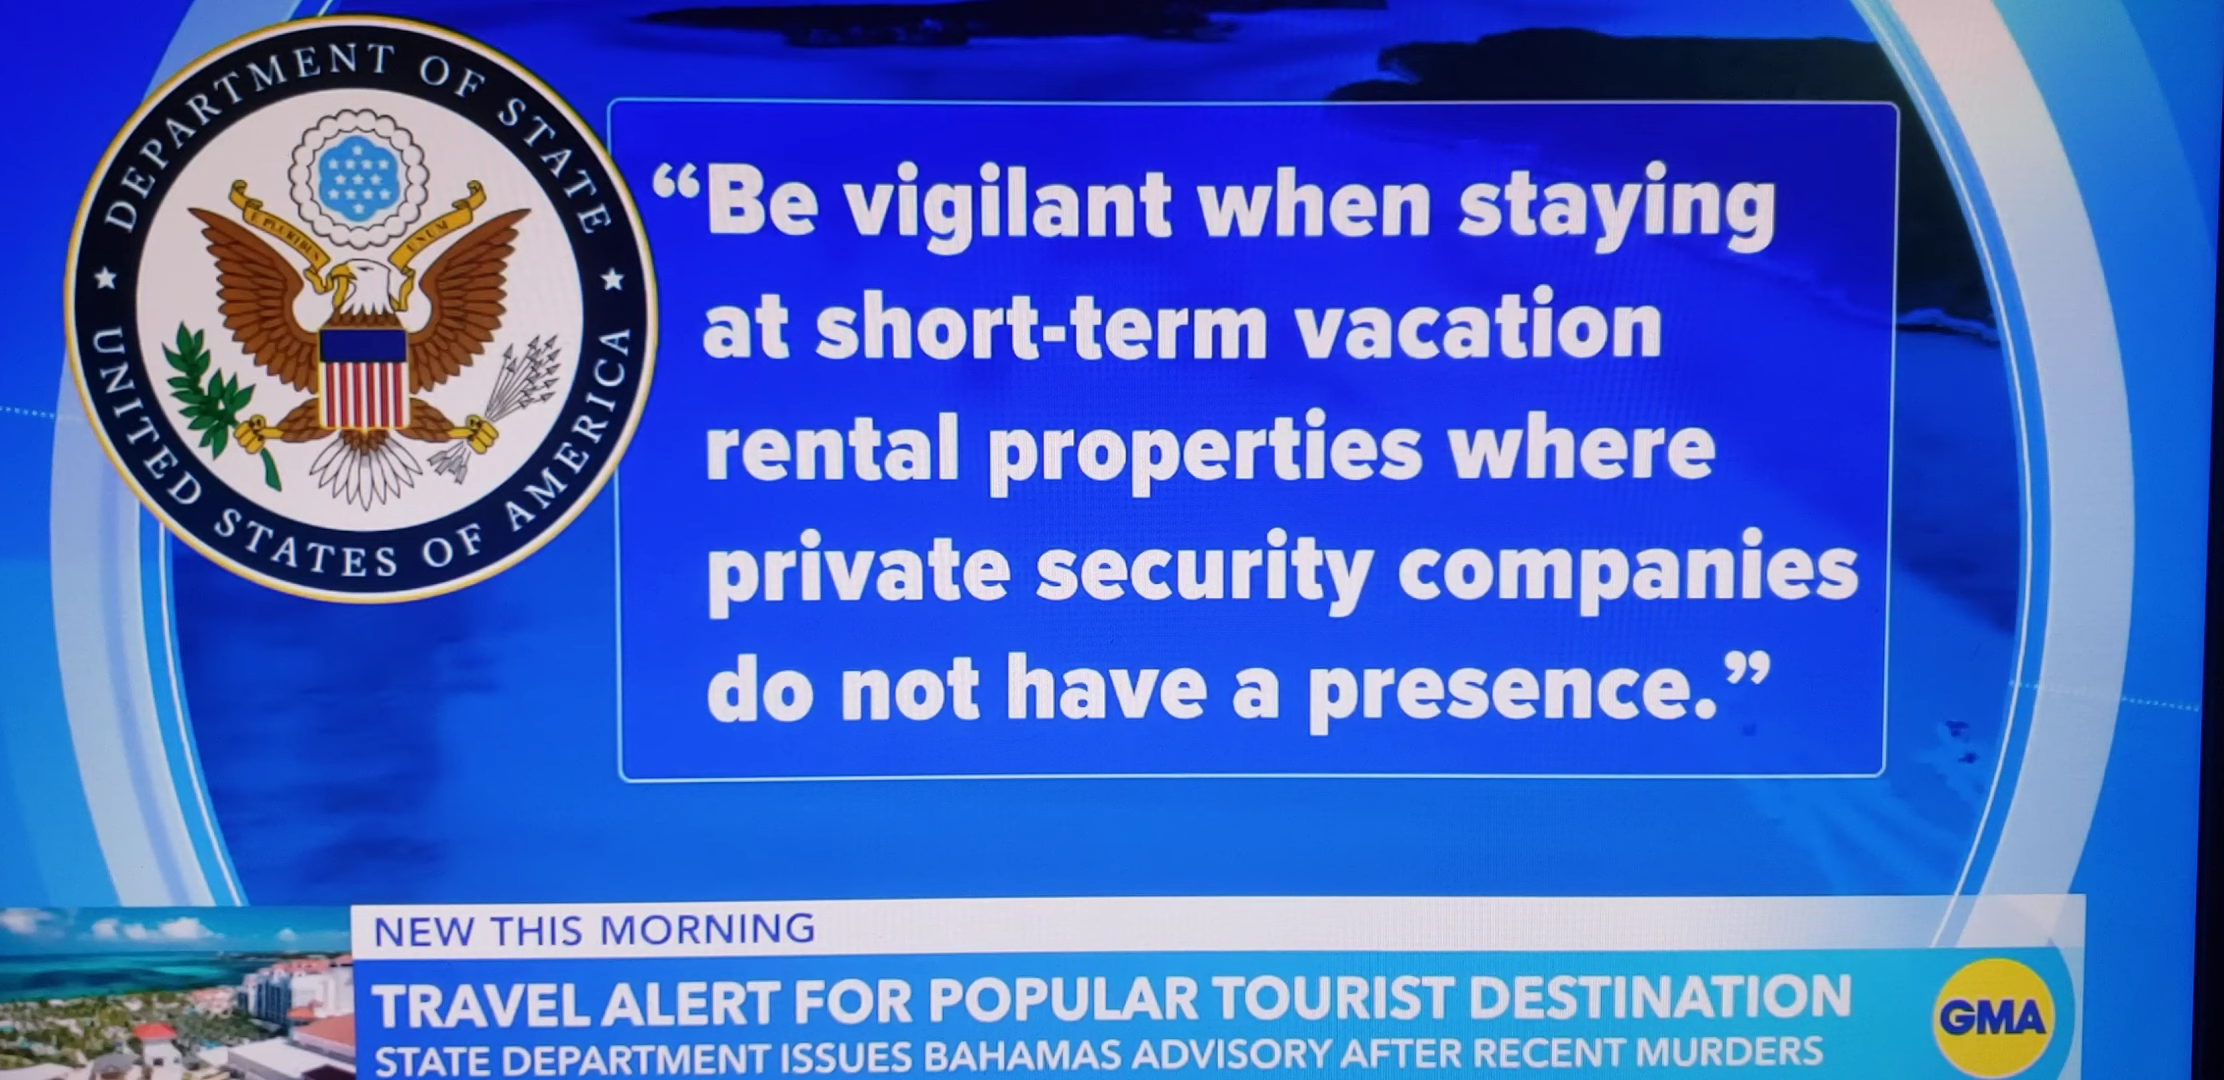 DEPARTMENT OF STATE
UNITED STATES OF AMERICA
E PLURIBUS UNUM
“Be vigilant when staying
at short-term vacation
rental properties where
private security companies
do not have a presence.”
NEW THIS MORNING
TRAVEL ALERT FOR POPULAR TOURIST DESTINATION
STATE DEPARTMENT ISSUES BAHAMAS ADVISORY AFTER RECENT MURDERS
GMA